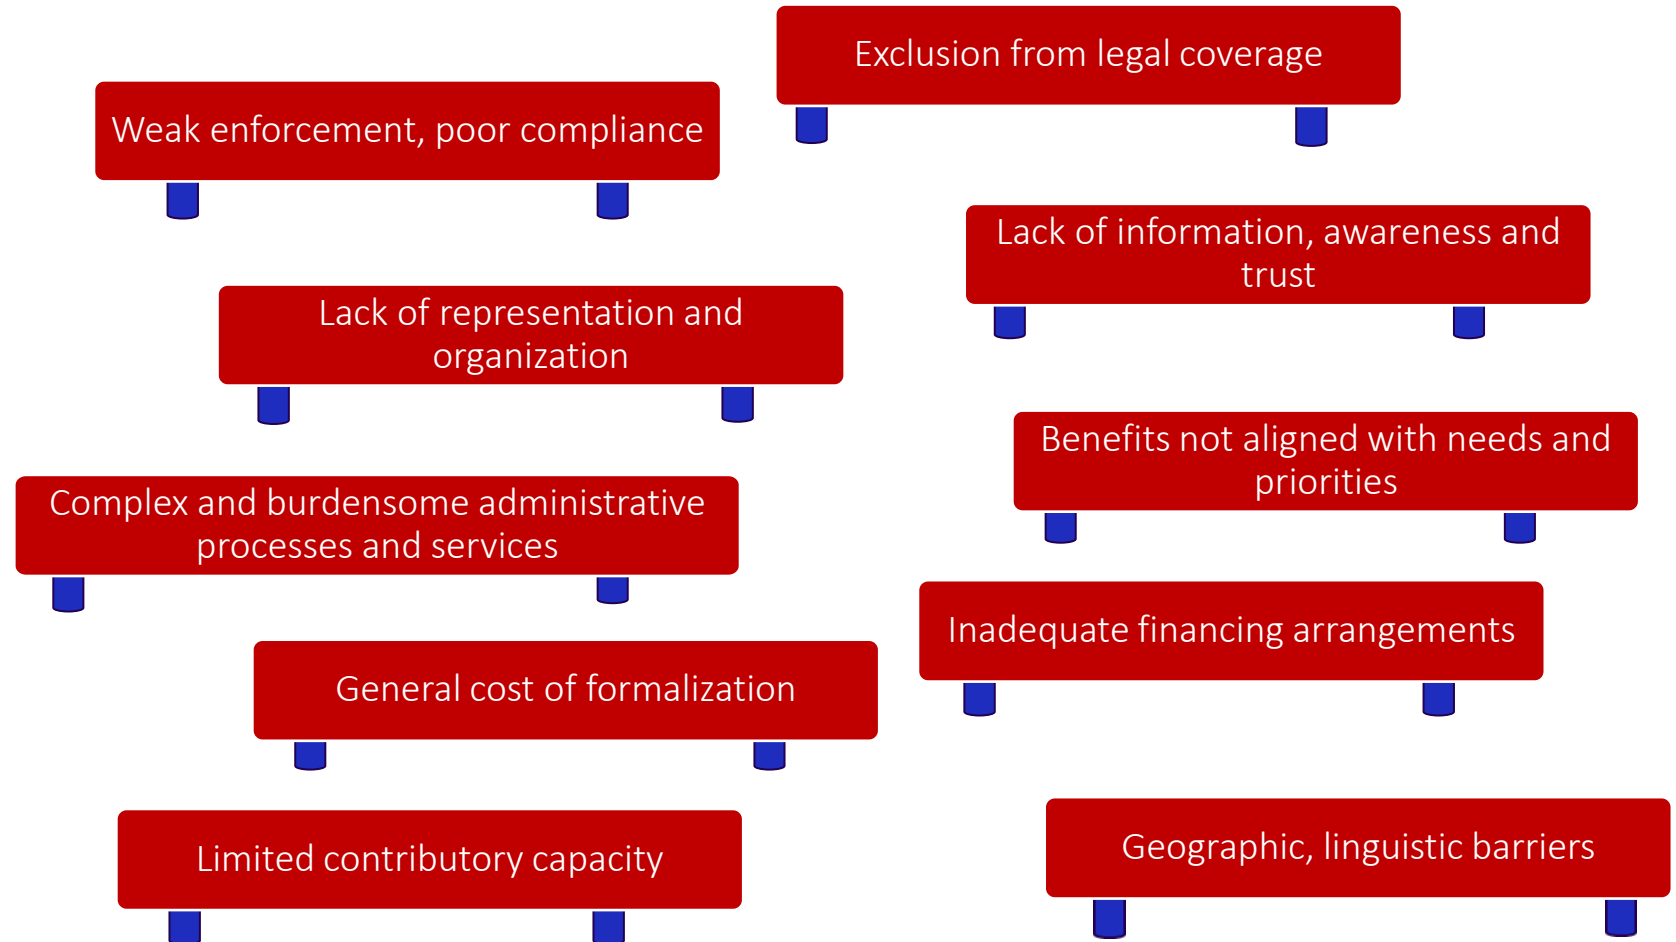 Exclusion from legal coverage
Weak enforcement, poor compliance
Lack of information, awareness and
trust
Lack of representation and
organization
Benefits not aligned with needs and
priorities
Complex and burdensome administrative
processes and services
Inadequate financing arrangements
General cost of formalization
Limited contributory capacity
Geographic, linguistic barriers